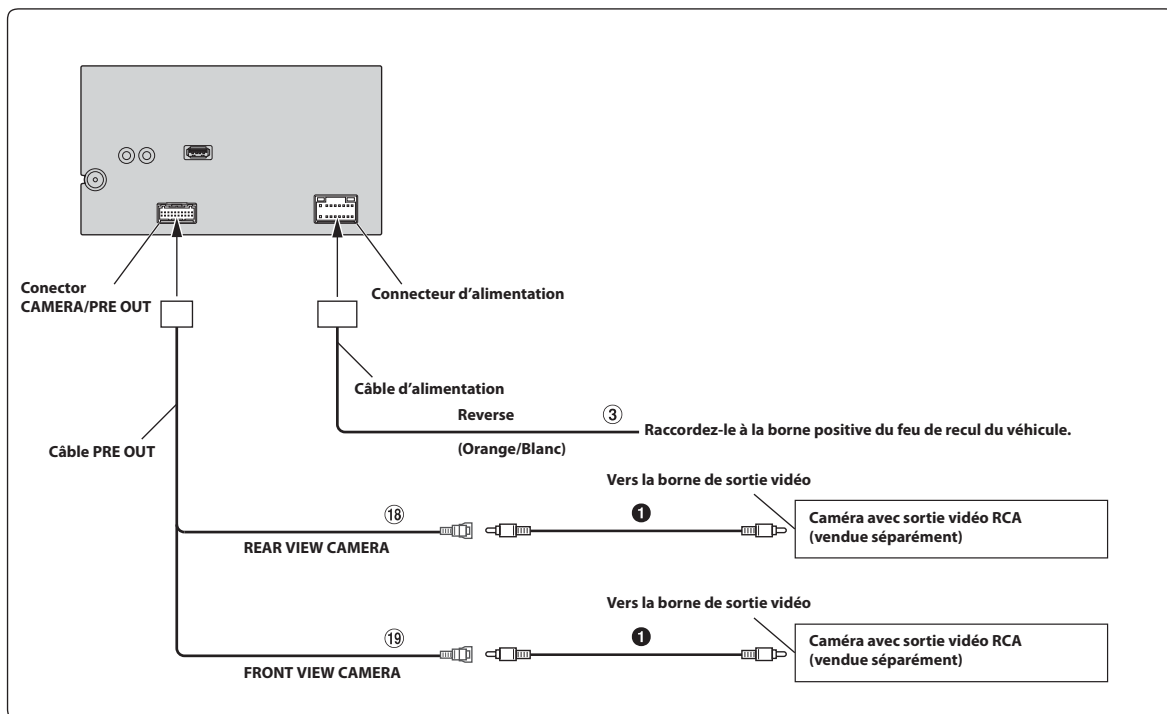 Conector
CAMERA/PRE OUT
Connecteur d’alimentation
Câble d’alimentation
Reverse
③
(Orange/Blanc)
Raccordez-le à la borne positive du feu de recul du véhicule.
Câble PRE OUT
Vers la borne de sortie vidéo
⑱
❶
REAR VIEW CAMERA
Caméra avec sortie vidéo RCA
(vendue séparément)
Vers la borne de sortie vidéo
⑲
❶
FRONT VIEW CAMERA
Caméra avec sortie vidéo RCA
(vendue séparément)